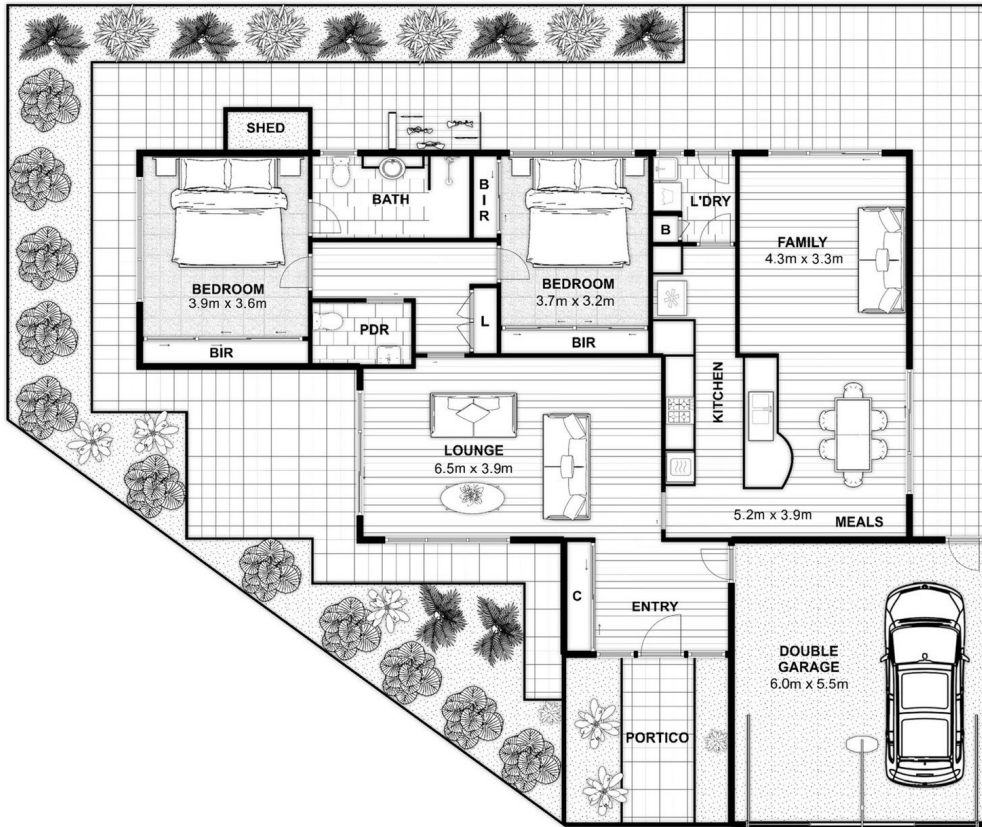 SHED
BATH
B
I
R
L'DRY
B
FAMILY
4.3m x 3.3m
BEDROOM
3.9m x 3.6m
BEDROOM
3.7m x 3.2m
PDR
L
BIR
BIR
KITCHEN
LOUNGE
6.5m x 3.9m
5.2m x 3.9m
MEALS
C
ENTRY
DOUBLE
GARAGE
6.0m x 5.5m
PORTICO